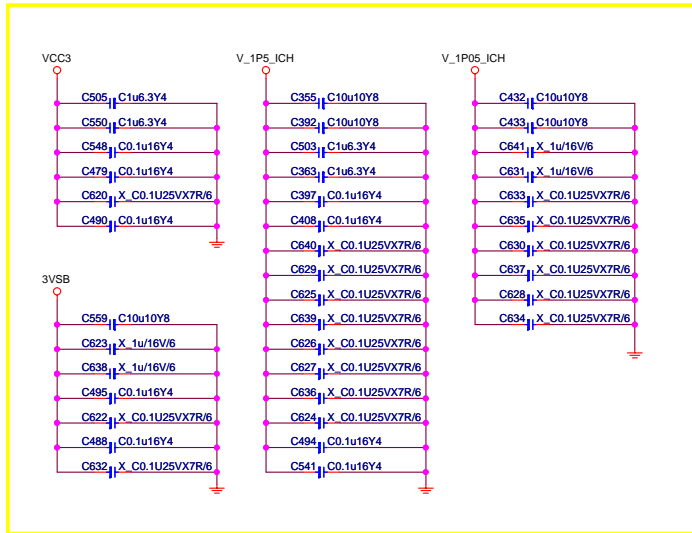 VCC3
C505 C1u6.3Y4
C550 C1u6.3Y4
C548 C0.1u16Y4
C479 C0.1u16Y4
C620 X_C0.1U25VX7R/6
C490 C0.1u16Y4
3VSB
C559 C10u10Y8
C623 X_1u/16V/6
C638 X_1u/16V/6
C495 C0.1u16Y4
C622 X_C0.1U25VX7R/6
C488 C0.1u16Y4
C632 X_C0.1U25VX7R/6
V_1P5_ICH
C355 C10u10Y8
C392 C10u10Y8
C503 C1u6.3Y4
C363 C1u6.3Y4
C397 C0.1u16Y4
C408 C0.1u16Y4
C640 X_C0.1U25VX7R/6
C629 X_C0.1U25VX7R/6
C625 X_C0.1U25VX7R/6
C639 X_C0.1U25VX7R/6
C626 X_C0.1U25VX7R/6
C627 X_C0.1U25VX7R/6
C636 X_C0.1U25VX7R/6
C624 X_C0.1U25VX7R/6
C494 C0.1u16Y4
C541 C0.1u16Y4
V_1P05_ICH
C432 C10u10Y8
C433 C10u10Y8
C641 X_1u/16V/6
C631 X_1u/16V/6
C633 X_C0.1U25VX7R/6
C635 X_C0.1U25VX7R/6
C630 X_C0.1U25VX7R/6
C637 X_C0.1U25VX7R/6
C628 X_C0.1U25VX7R/6
C634 X_C0.1U25VX7R/6